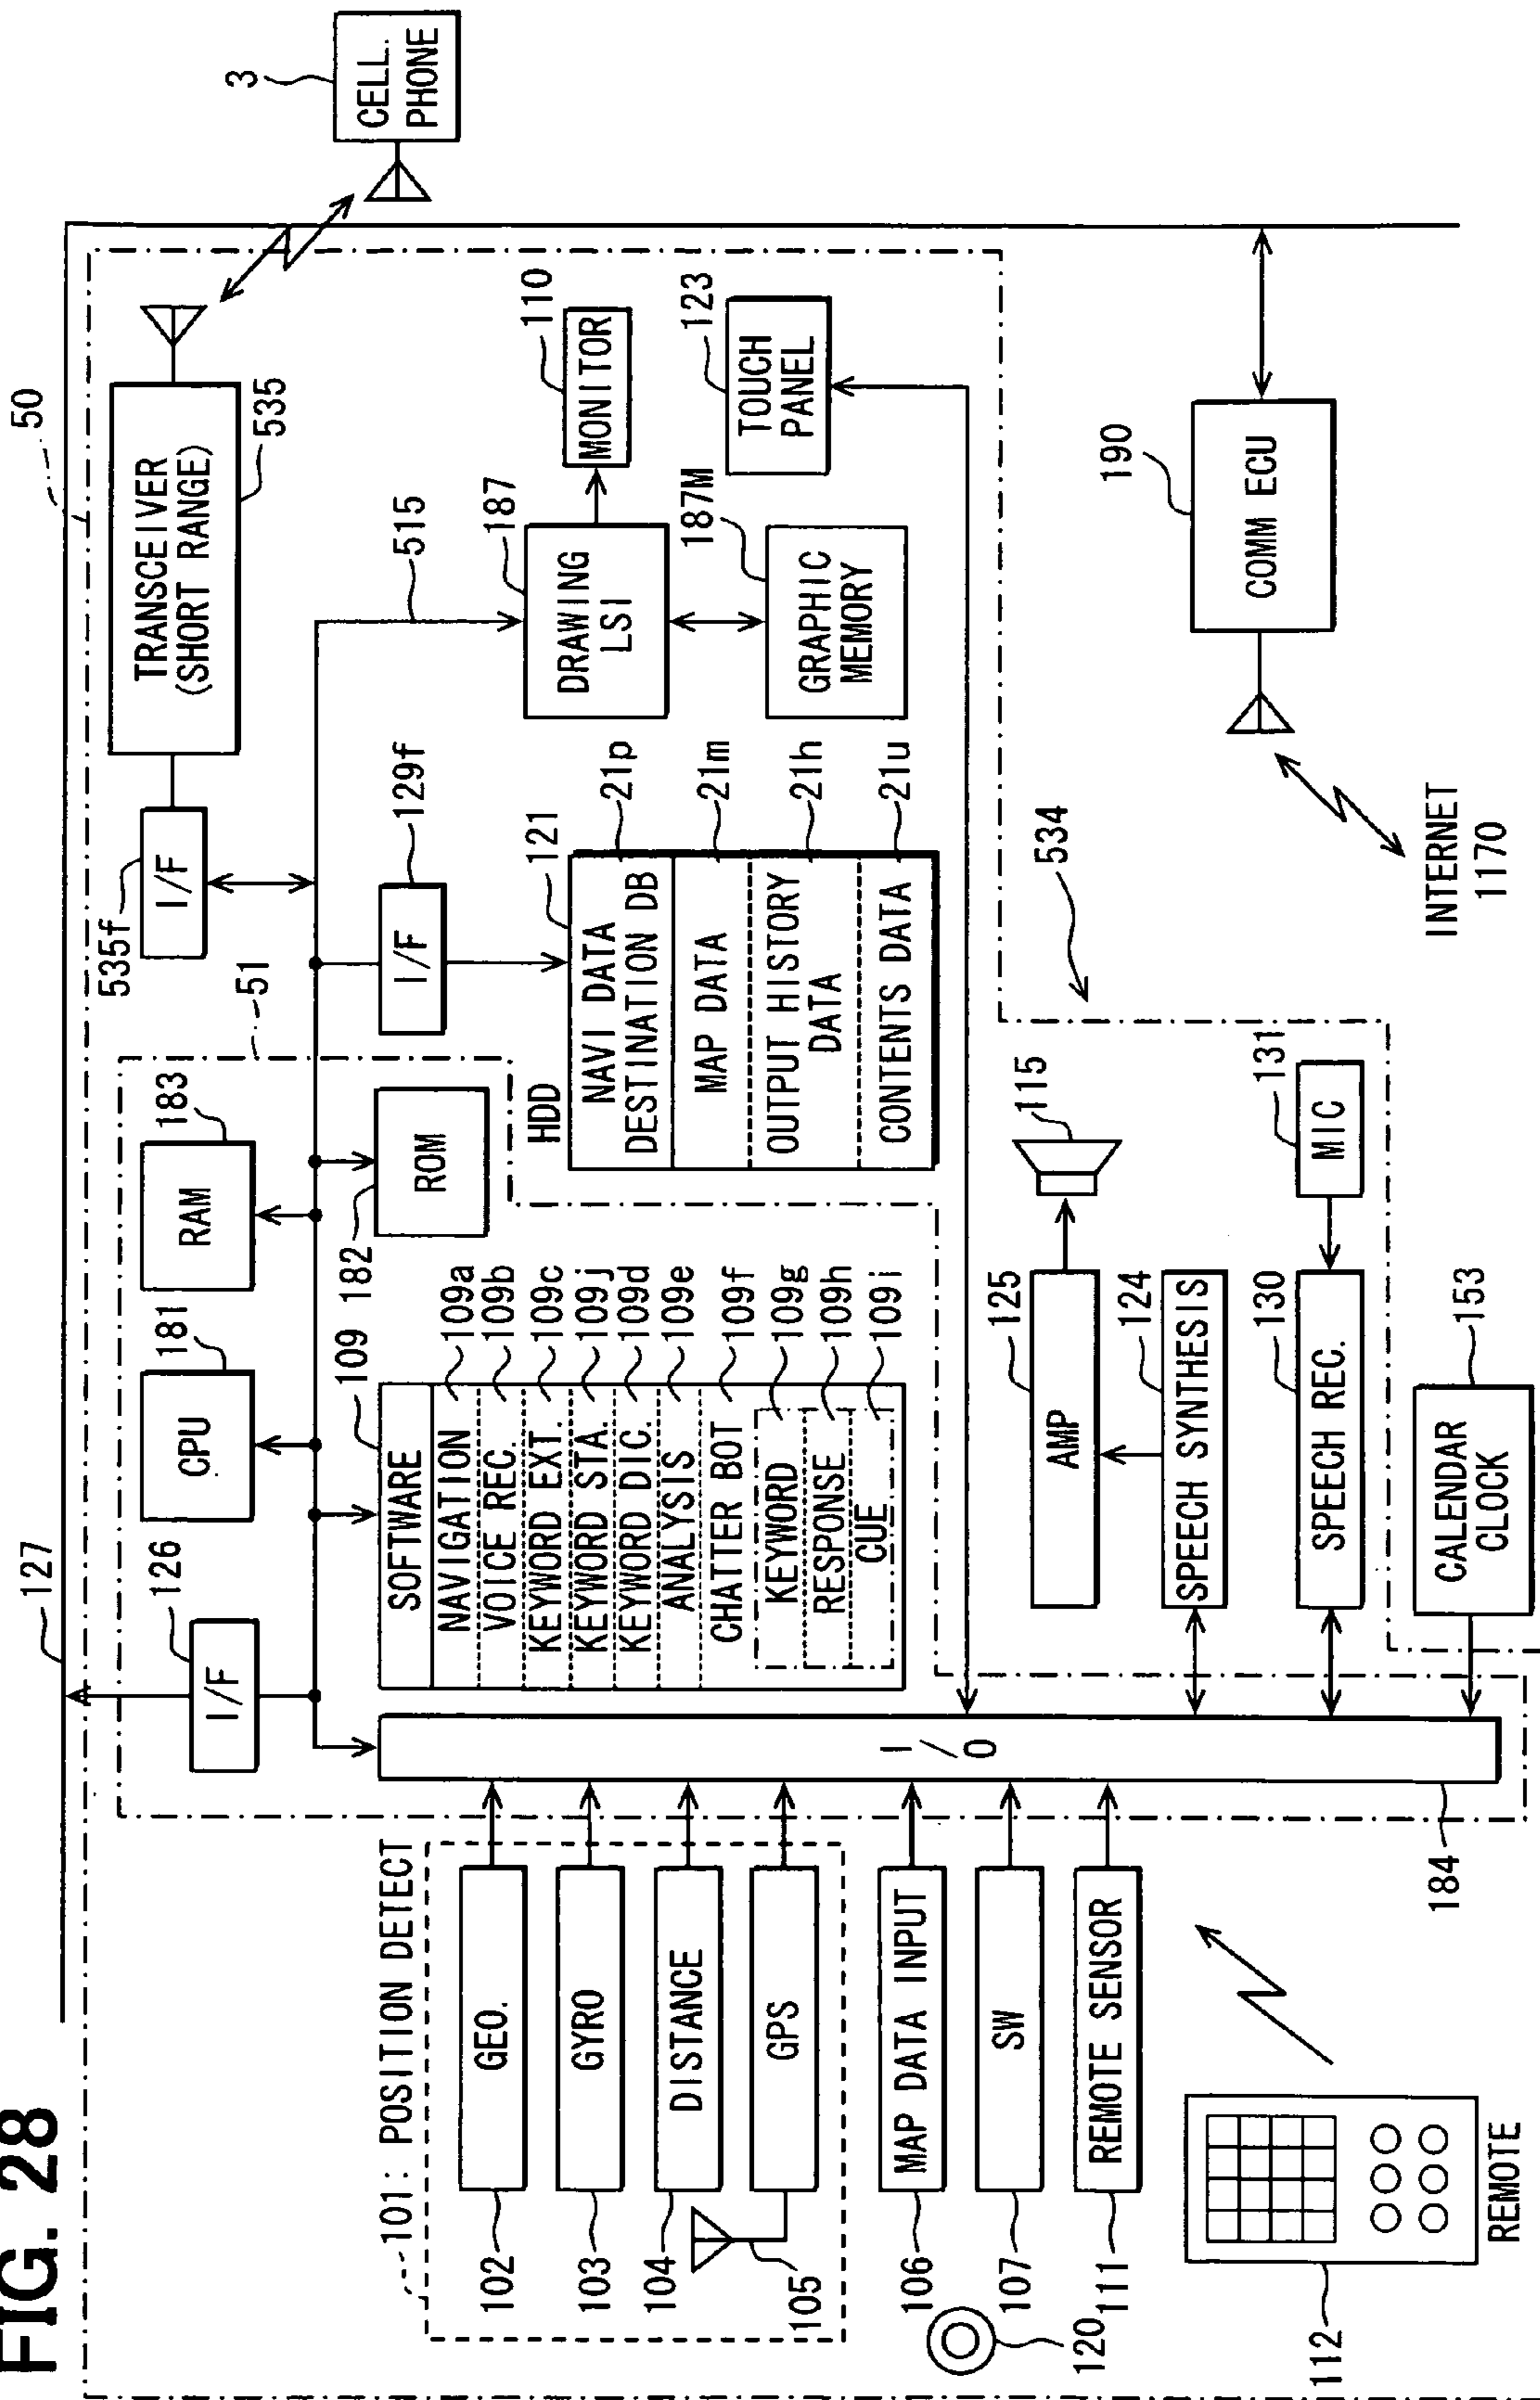 FIG. 28
127
50
3
CELL.
PHONE
126
I/F
181
CPU
183
RAM
51
535f
I/F
TRANSCEIVER
(SHORT RANGE)
535
101: POSITION DETECT
102
GEO.
103
GYRO
104
DISTANCE
105
GPS
106
MAP DATA INPUT
107
SW
111
REMOTE SENSOR
120
112
REMOTE
184
I/O
109
SOFTWARE
NAVIGATION
109a
VOICE REC.
109b
KEYWORD EXT.
109c
KEYWORD STA.
109j
KEYWORD DIC.
109d
ANALYSIS
109e
CHATTER BOT
109f
KEYWORD
109g
RESPONSE
109h
CUE
109i
182
ROM
129f
I/F
HDD
121
NAVI DATA
DESTINATION DB
21p
MAP DATA
21m
OUTPUT HISTORY
DATA
21h
CONTENTS DATA
21u
515
187
DRAWING
LSI
110
MONITOR
187M
GRAPHIC
MEMORY
123
TOUCH
PANEL
125
AMP
115
124
SPEECH SYNTHESIS
130
SPEECH REC.
131
MIC
153
CALENDAR
CLOCK
534
190
COMM ECU
INTERNET
1170